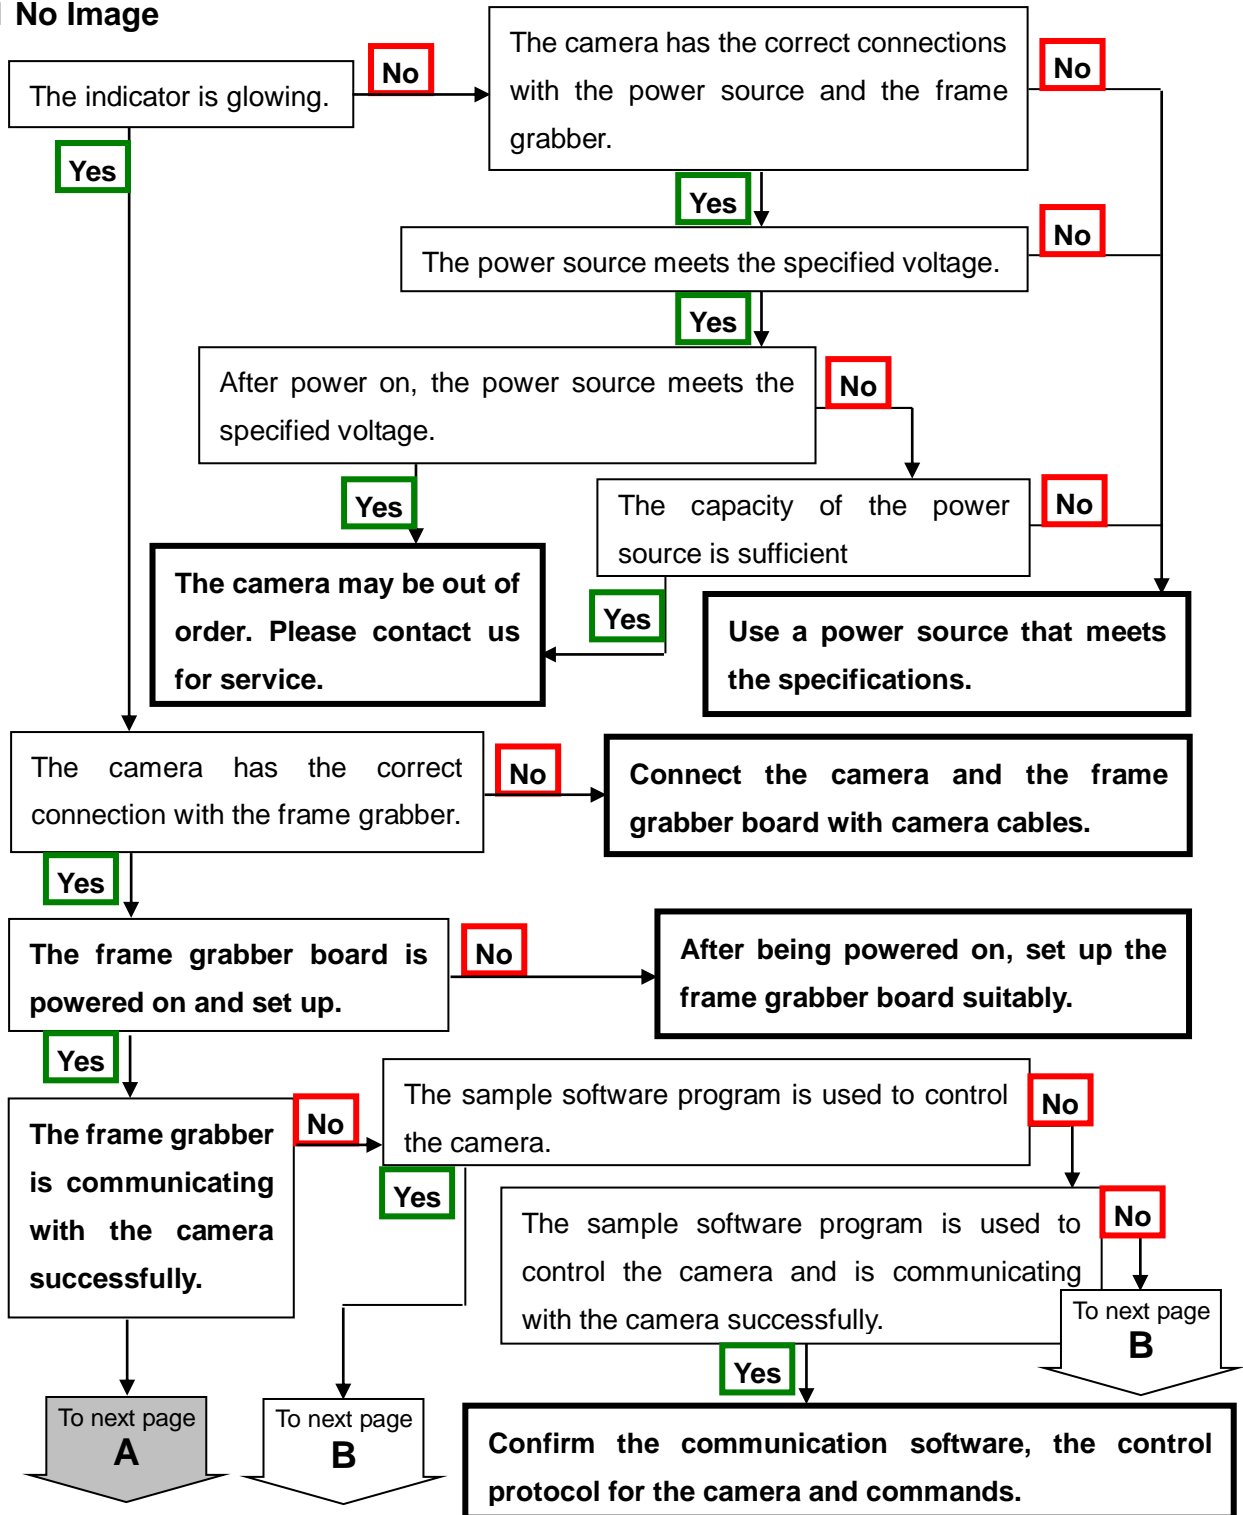 No Image
The camera has the correct connections
with the power source and the frame
grabber.
No
No
The indicator is glowing.
Yes
Yes
No
The power source meets the specified voltage.
Yes
After power on, the power source meets the
specified voltage.
No
Yes
The capacity of the power
source is sufficient
No
The camera may be out of
order. Please contact us
for service.
Yes
Use a power source that meets
the specifications.
The camera has the correct
connection with the frame grabber.
No
Connect the camera and the frame
grabber board with camera cables.
Yes
The frame grabber board is
powered on and set up.
No
After being powered on, set up the
frame grabber board suitably.
Yes
The frame grabber
is communicating
with the camera
successfully.
No
The sample software program is used to control
the camera.
No
Yes
The sample software program is used to
control the camera and is communicating
with the camera successfully.
No
To next page
B
Yes
To next page
A
To next page
B
Confirm the communication software, the control
protocol for the camera and commands.